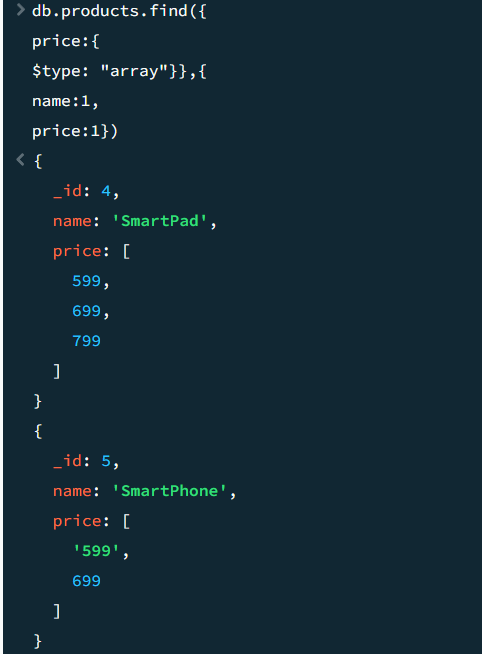 > db.products.find({
price:{
$type: "array"}},{
name:1,
price:1})
< {
_id: 4,
name: 'SmartPad',
price: [
599,
699,
799
]
}
{
_id: 5,
name: 'SmartPhone',
price: [
'599',
699
]
}